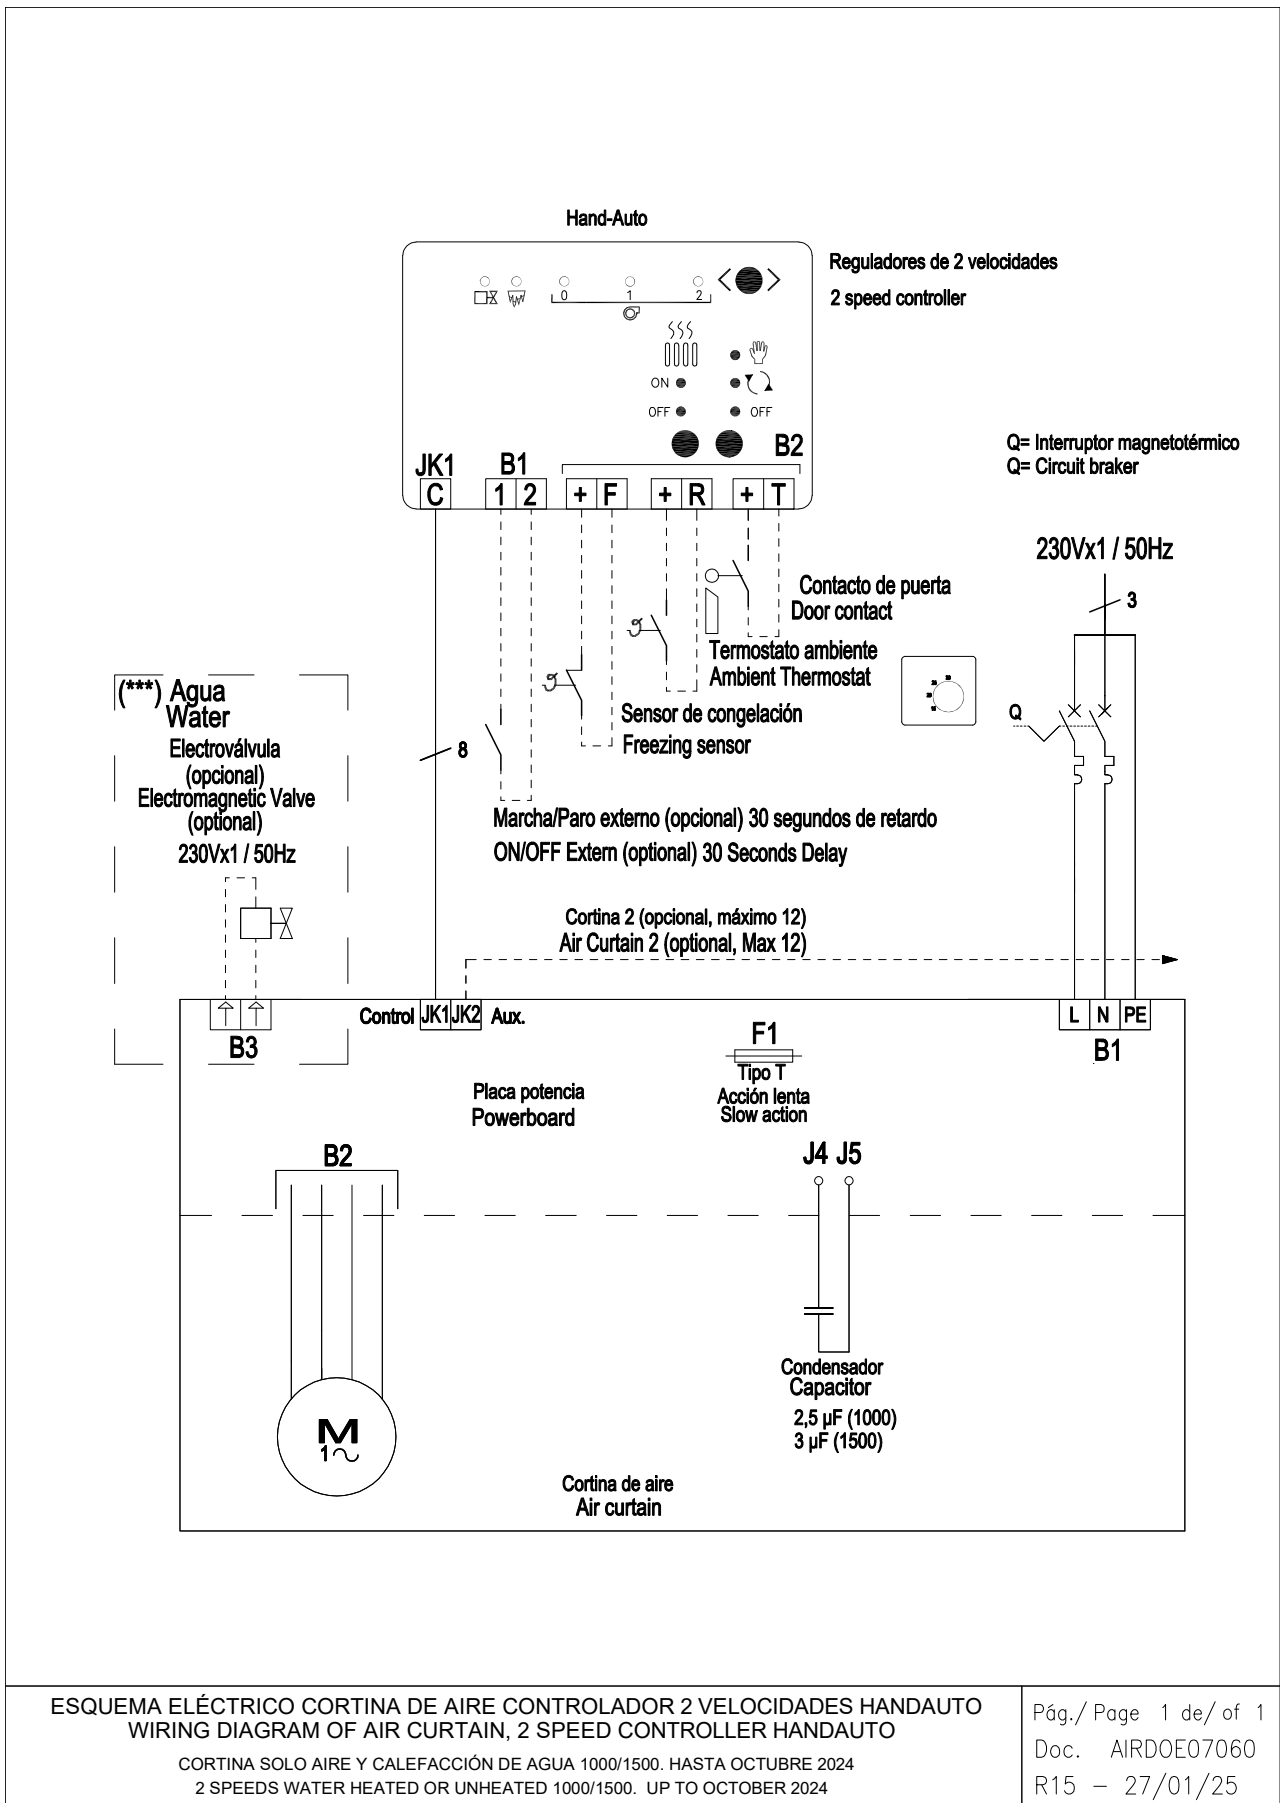 Hand-Auto
Reguladores de 2 velocidades
2 speed controller
0 1 2
ON
OFF OFF
JK1 B1 B2
C 1 2 + F + R + T
Q= Interruptor magnetotérmico
Q= Circuit braker
230Vx1 / 50Hz
3
Contacto de puerta
Door contact
Termostato ambiente
Ambient Thermostat
Sensor de congelación
Freezing sensor
Q
(***) Agua
Water
Electroválvula
(opcional)
Electromagnetic Valve
(optional)
230Vx1 / 50Hz
8
Marcha/Paro externo (opcional) 30 segundos de retardo
ON/OFF Extern (optional) 30 Seconds Delay
Cortina 2 (opcional, máximo 12)
Air Curtain 2 (optional, Max 12)
Control JK1 JK2 Aux.
L N PE
B3
B1
F1
Tipo T
Acción lenta
Slow action
Placa potencia
Powerboard
B2
J4 J5
Condensador
Capacitor
2,5 µF (1000)
3 µF (1500)
M
1
Cortina de aire
Air curtain
ESQUEMA ELÉCTRICO CORTINA DE AIRE CONTROLADOR 2 VELOCIDADES HANDAUTO
WIRING DIAGRAM OF AIR CURTAIN, 2 SPEED CONTROLLER HANDAUTO
CORTINA SOLO AIRE Y CALEFACCIÓN DE AGUA 1000/1500. HASTA OCTUBRE 2024
2 SPEEDS WATER HEATED OR UNHEATED 1000/1500. UP TO OCTOBER 2024
Pág./ Page 1 de/ of 1
Doc. AIRDOE07060
R15 – 27/01/25